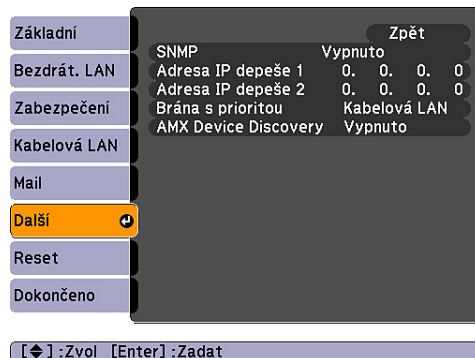 Základní
Bezdrát. LAN
Zabezpečení
Kabelová LAN
Mail
Další
Reset
Dokončeno
Zpět
SNMP Vypnuto
Adresa IP depeše 1 0. 0. 0. 0
Adresa IP depeše 2 0. 0. 0. 0
Brána s prioritou Kabelová LAN
AMX Device Discovery Vypnuto
[◆] :Zvol [Enter] :Zadat